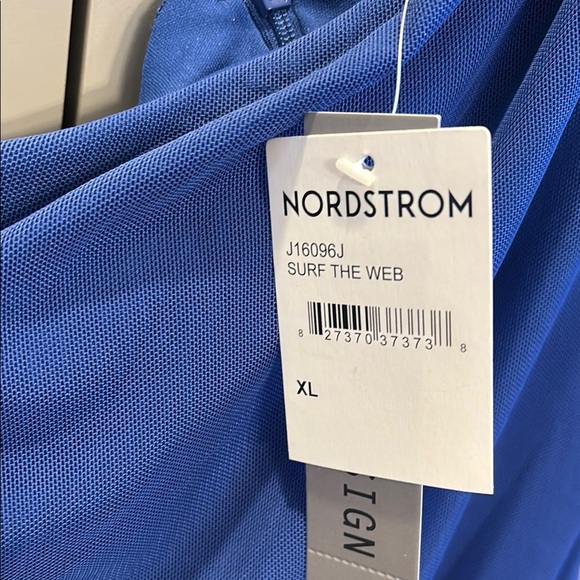 NORDSTROM
J16096J
SURF THE WEB
8 27370 37373 8
XL